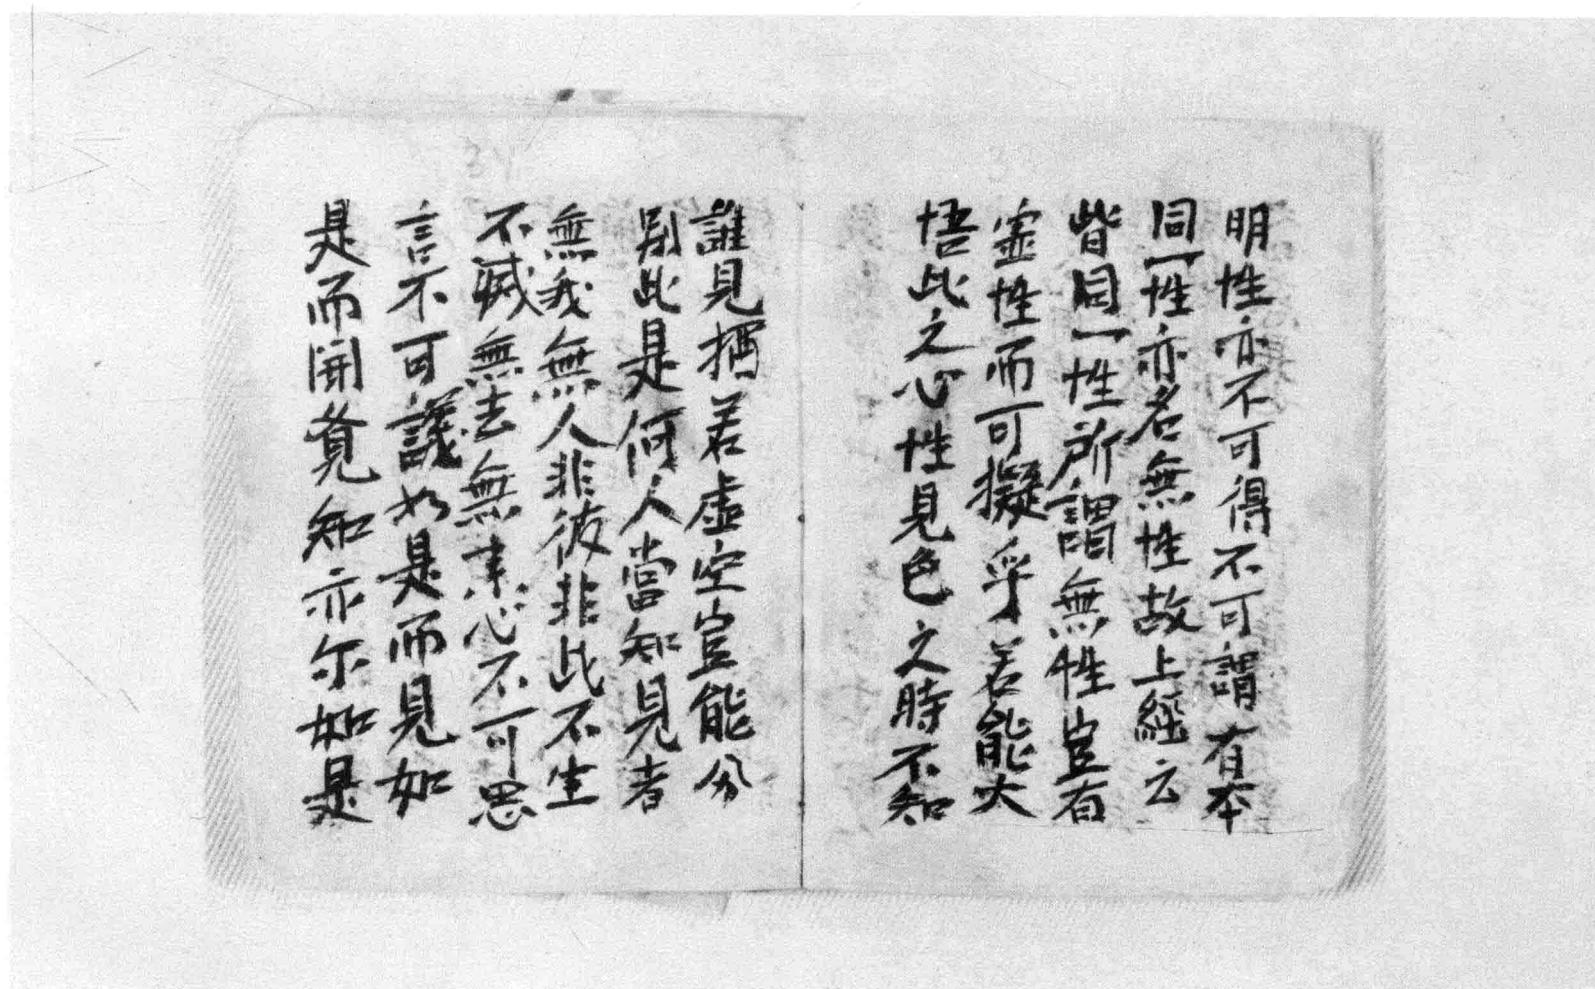 明性亦不可得不可謂有本
同一性亦名無性故上經云
皆同一性所謂無性豈有
靈性而可擬乎若能大
悟此之心性見色之時不知
誰見猶若虛空豈能分
別此是何人當知見者
無我無人非彼非此不生
不滅無去無来心不可思
言不可議如是而見如
是而聞覺知亦尔如是